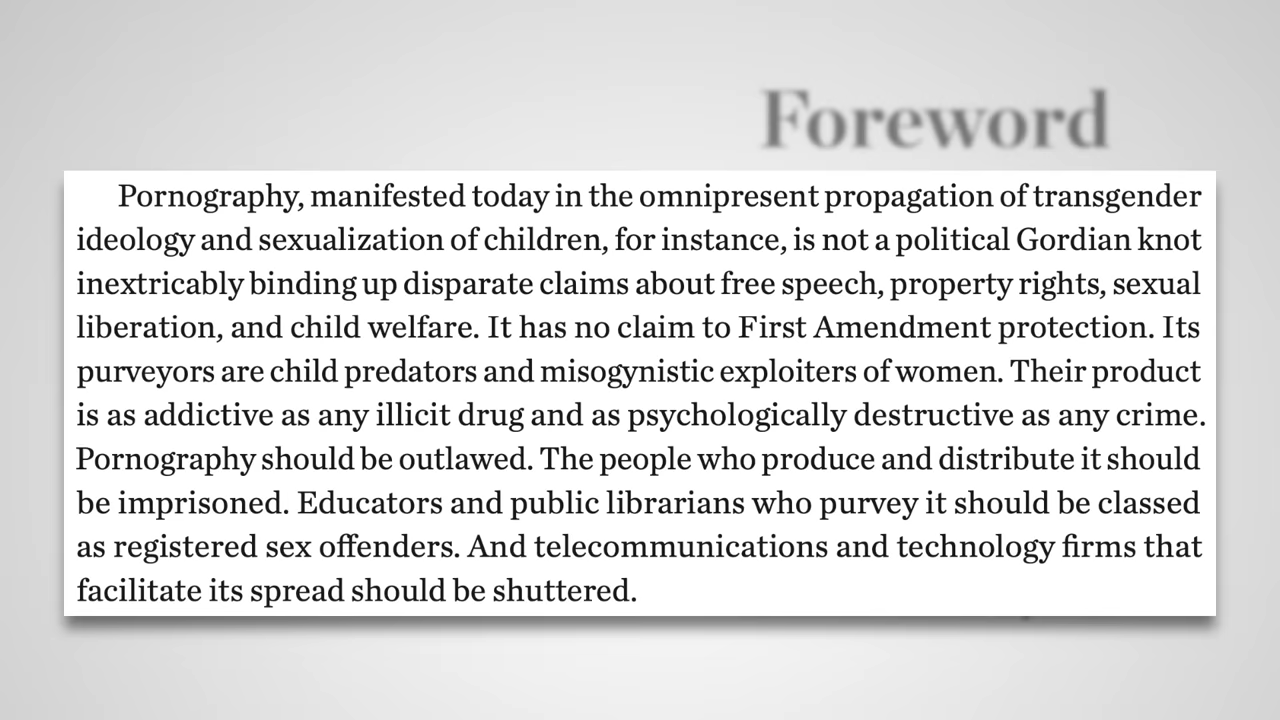 Foreword
Pornography, manifested today in the omnipresent propagation of transgender
ideology and sexualization of children, for instance, is not a political Gordian knot
inextricably binding up disparate claims about free speech, property rights, sexual
liberation, and child welfare. It has no claim to First Amendment protection. Its
purveyors are child predators and misogynistic exploiters of women. Their product
is as addictive as any illicit drug and as psychologically destructive as any crime.
Pornography should be outlawed. The people who produce and distribute it should
be imprisoned. Educators and public librarians who purvey it should be classed
as registered sex offenders. And telecommunications and technology firms that
facilitate its spread should be shuttered.